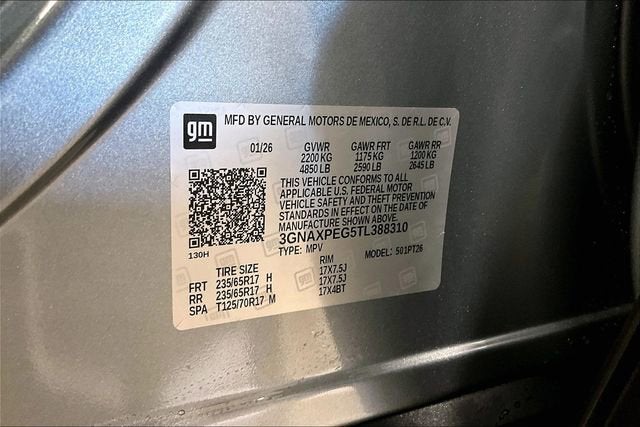 gm
MFD BY GENERAL MOTORS DE MEXICO, S. DE R.L. DE C.V.
01/26 GVWR GAWR FRT GAWR RR
2200 KG 1175 KG 1200 KG
4850 LB 2590 LB 2645 LB
THIS VEHICLE CONFORMS TO ALL
APPLICABLE U.S. FEDERAL MOTOR
VEHICLE SAFETY AND THEFT PREVENTION
STANDARDS IN EFFECT ON THE DATE OF
MANUFACTURE SHOWN ABOVE.
3GNAXPEG5TL388310
TYPE: MPV MODEL: 501PT26
130H
TIRE SIZE RIM
FRT 235/65R17 H 17X7.5J
RR 235/65R17 H 17X7.5J
SPA T125/70R17 M 17X4BT